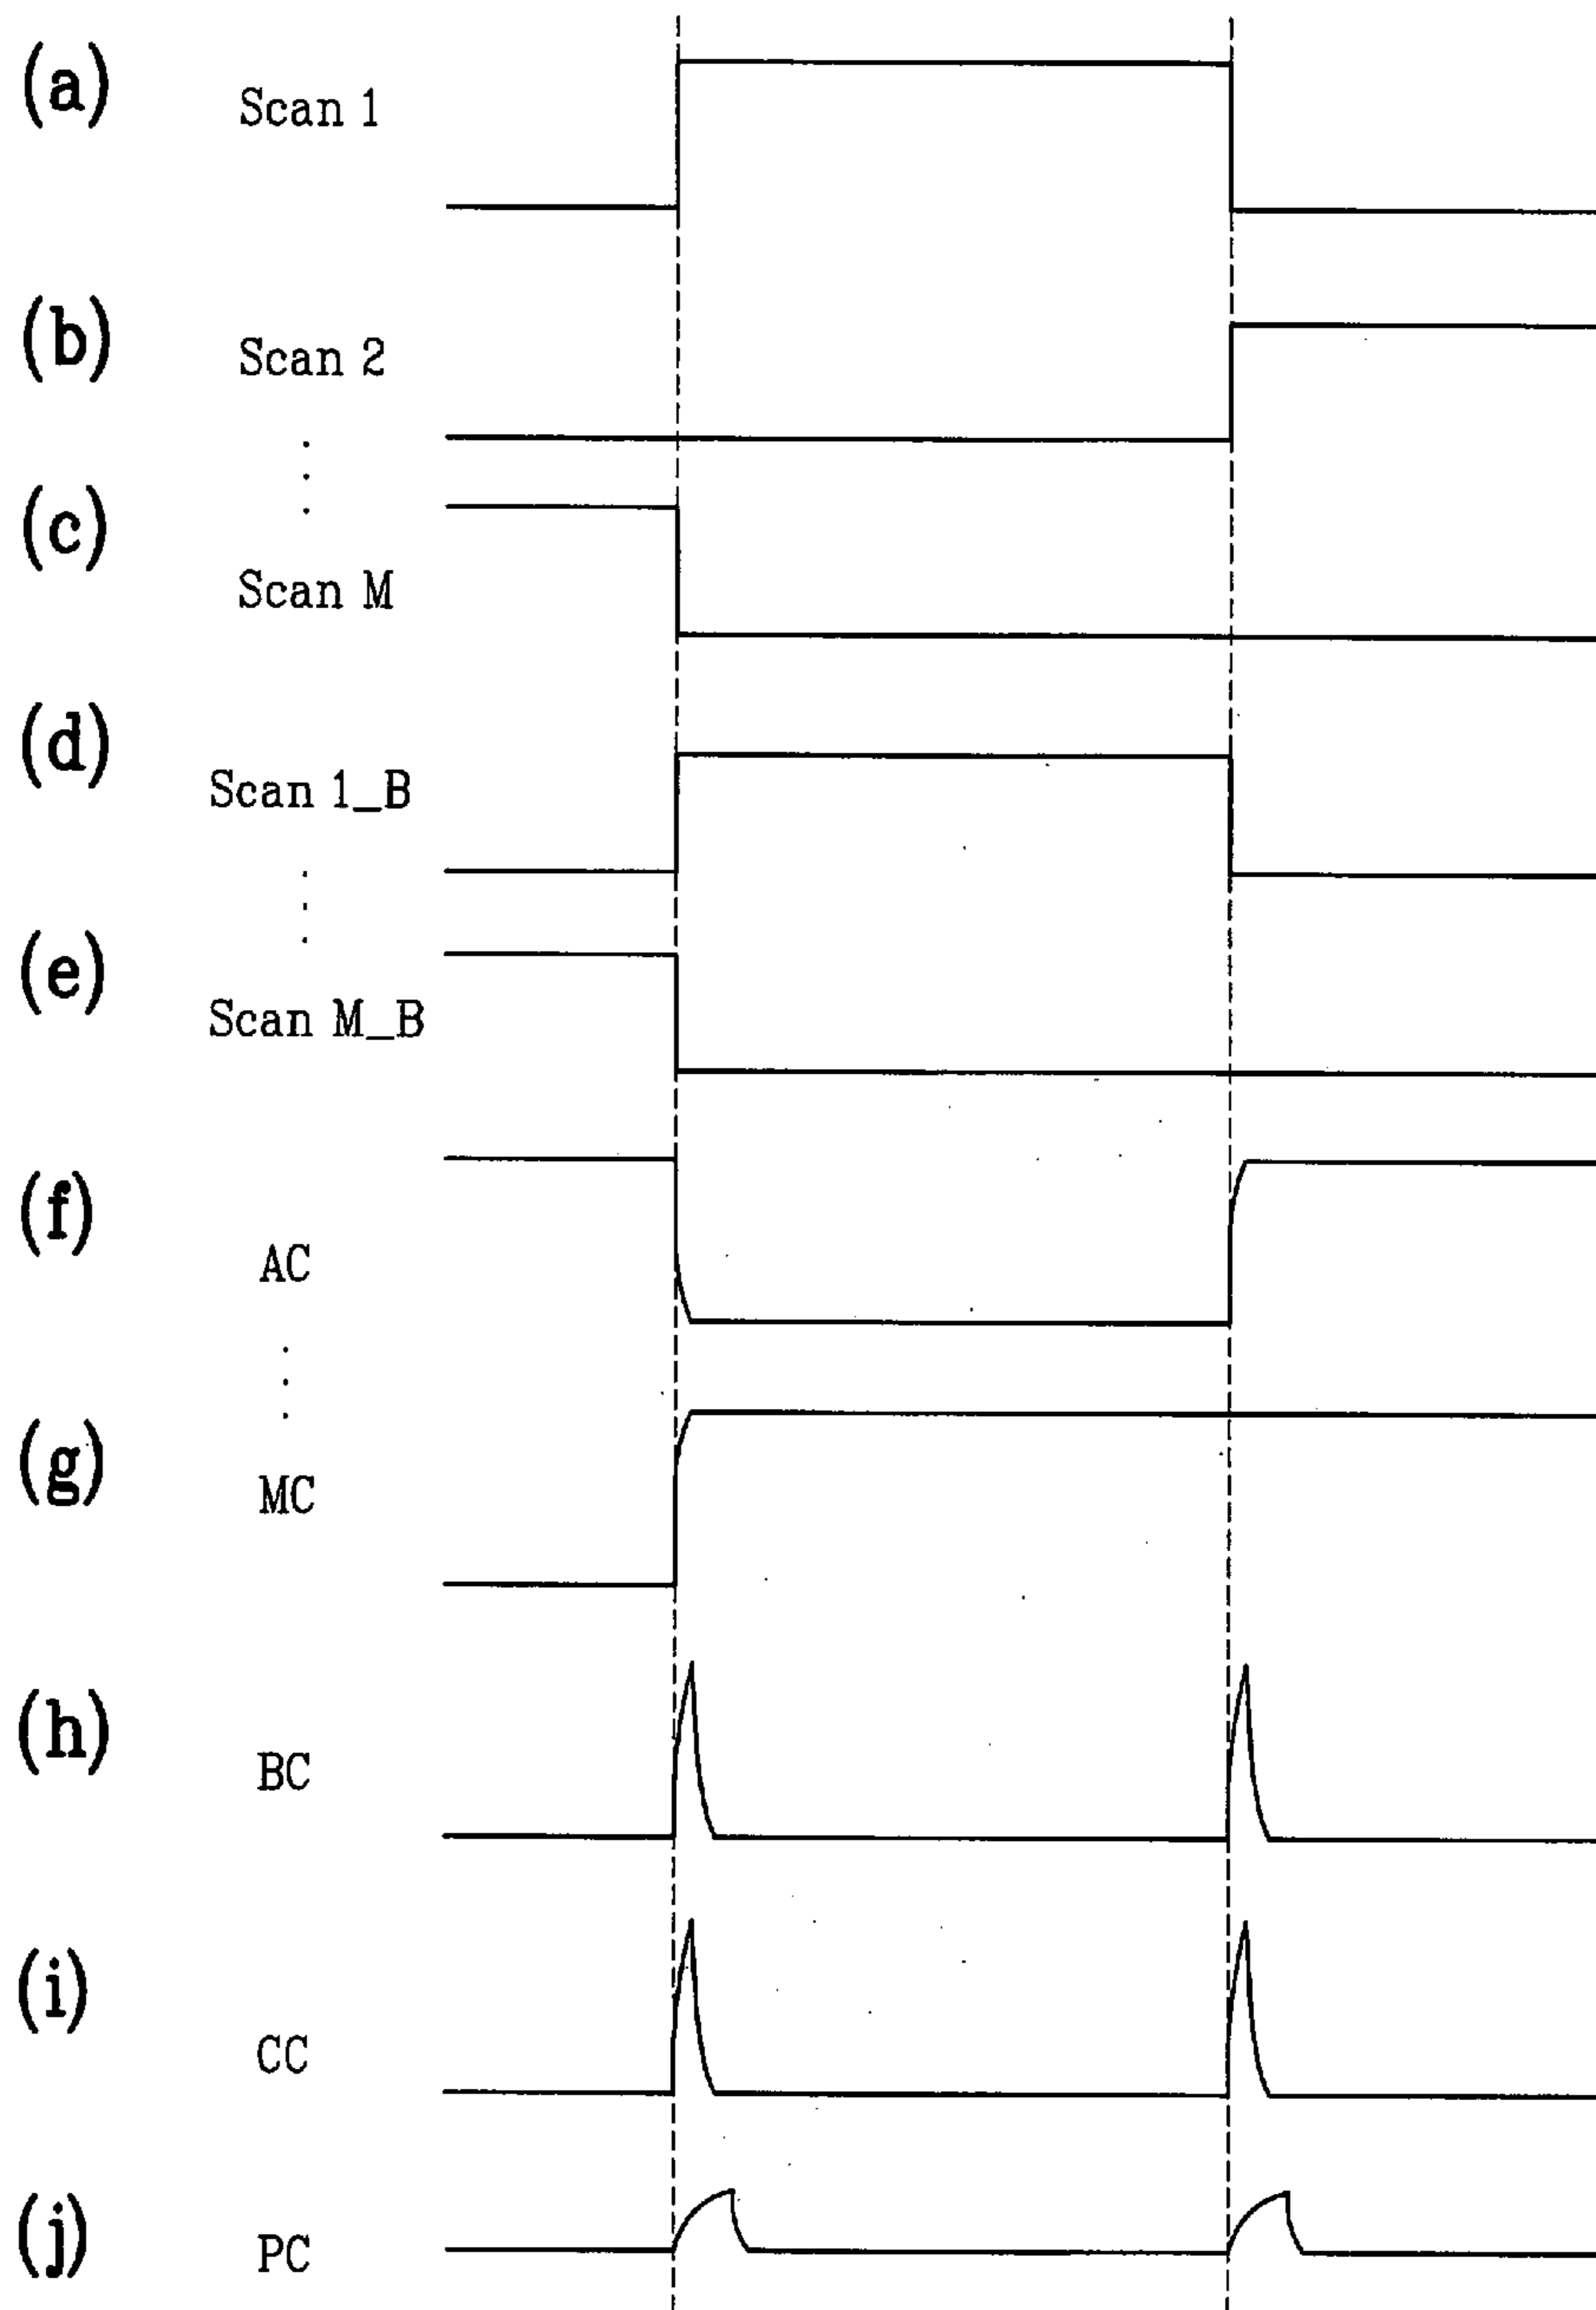 (a) Scan 1
(b) Scan 2
(c) Scan M
(d) Scan 1_B
(e) Scan M_B
(f) AC
(g) MC
(h) BC
(i) CC
(j) PC